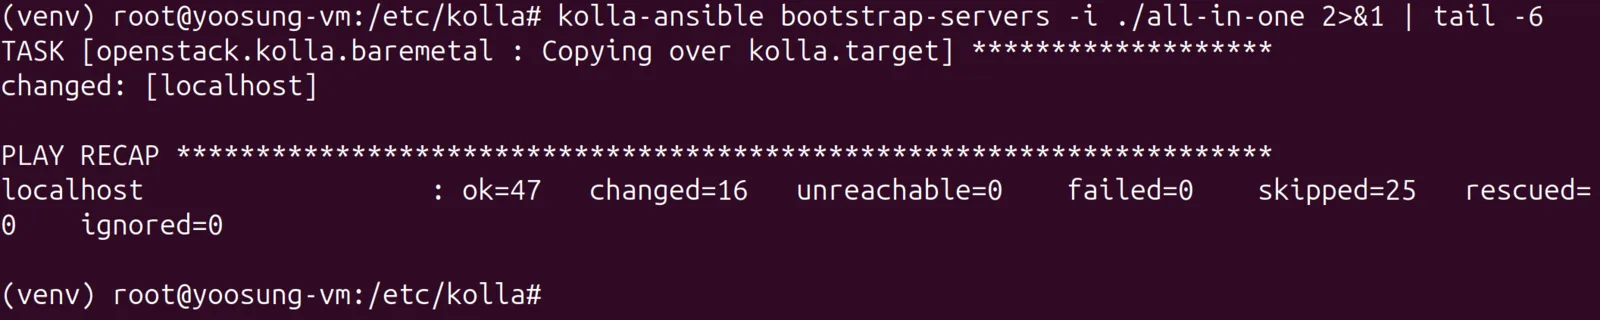 (venv) root@yoosung-vm:/etc/kolla# kolla-ansible bootstrap-servers -i ./all-in-one 2>&1 | tail -6
TASK [openstack.kolla.baremetal : Copying over kolla.target] *******************
changed: [localhost]

PLAY RECAP *********************************************************************
localhost                  : ok=47   changed=16   unreachable=0    failed=0    skipped=25   rescued=
0    ignored=0

(venv) root@yoosung-vm:/etc/kolla#